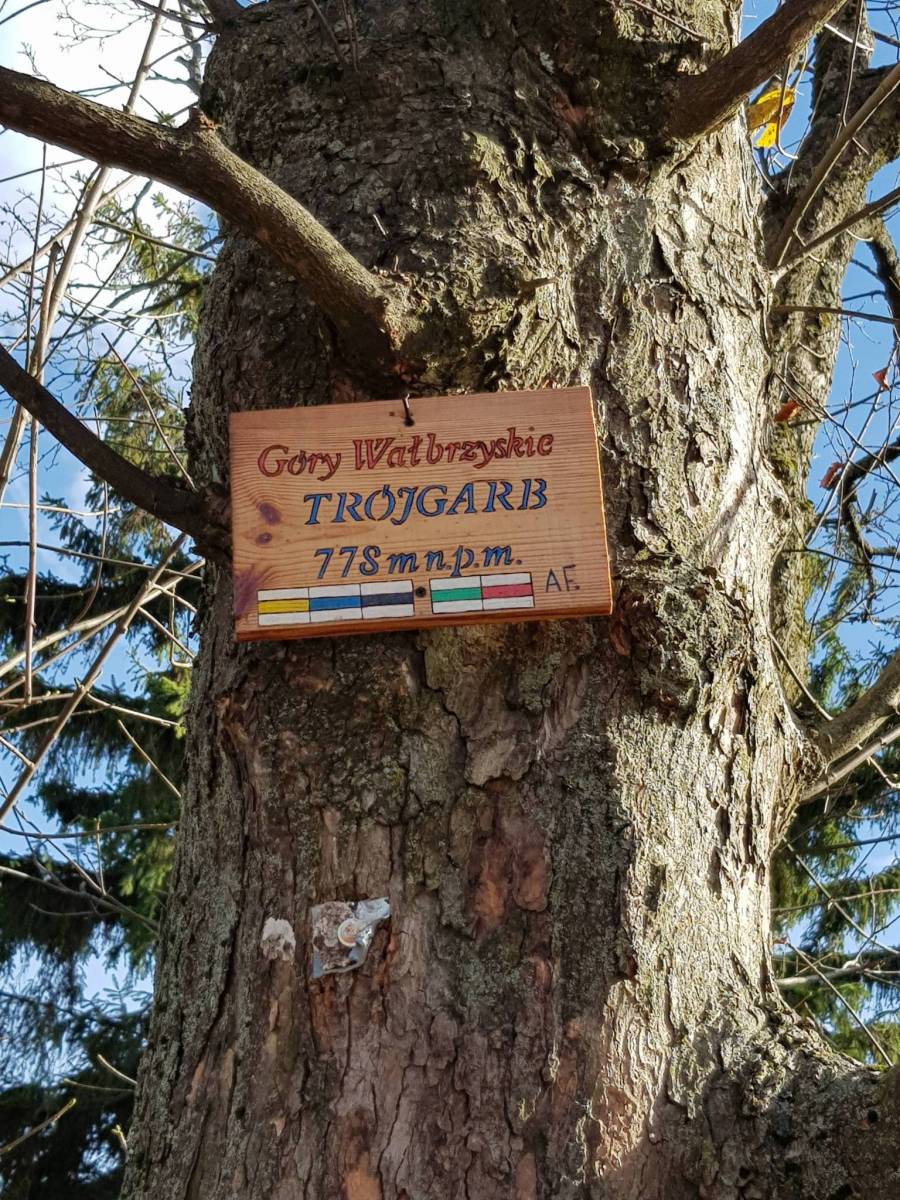 Góry Wałbrzyskie
TRÓJGARB
778 m n.p.m.
AF.